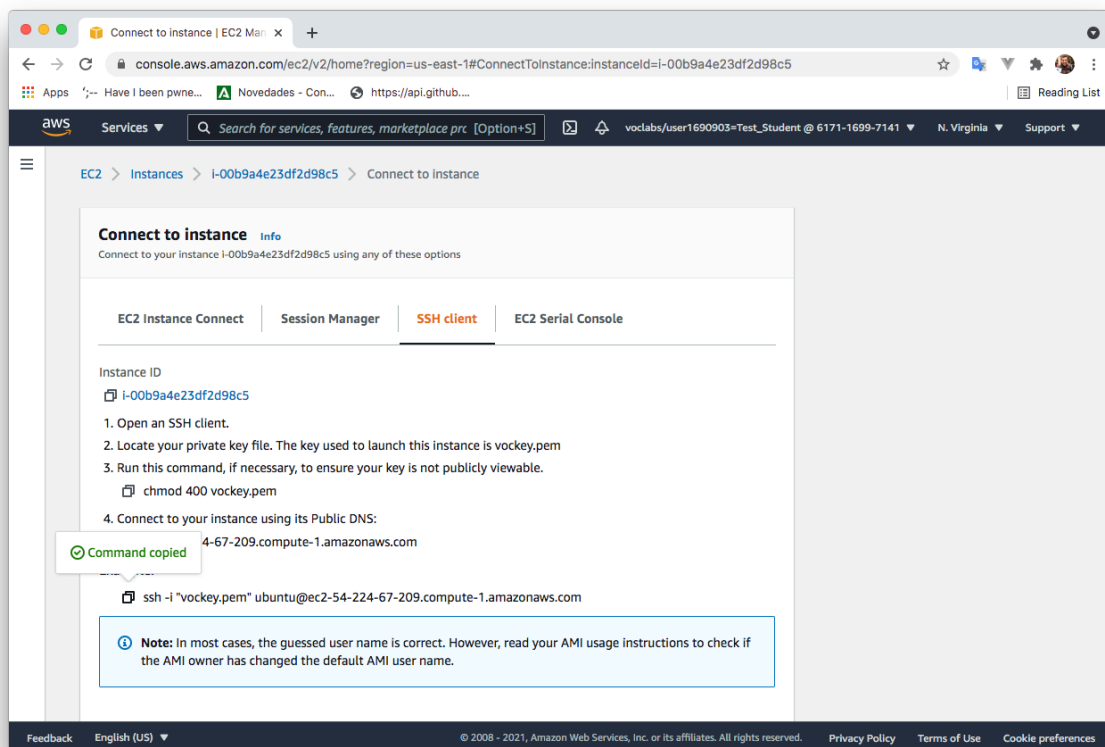 Connect to instance | EC2 Man
console.aws.amazon.com/ec2/v2/home?region=us-east-1#ConnectToInstance:instanceId=i-00b9a4e23df2d98c5
Apps ';-- Have I been pwne... Novedades - Con... https://api.github.... Reading List
aws Services ▼ Search for services, features, marketplace prc [Option+S] voclabs/user1690903=Test_Student @ 6171-1699-7141 ▼ N. Virginia ▼ Support ▼
EC2 > Instances > i-00b9a4e23df2d98c5 > Connect to instance
Connect to instance Info
Connect to your instance i-00b9a4e23df2d98c5 using any of these options
EC2 Instance Connect Session Manager SSH client EC2 Serial Console
Instance ID
i-00b9a4e23df2d98c5
1. Open an SSH client.
2. Locate your private key file. The key used to launch this instance is vockey.pem
3. Run this command, if necessary, to ensure your key is not publicly viewable.
chmod 400 vockey.pem
4. Connect to your instance using its Public DNS:
4-67-209.compute-1.amazonaws.com
Command copied
ssh -i "vockey.pem" ubuntu@ec2-54-224-67-209.compute-1.amazonaws.com
Note: In most cases, the guessed user name is correct. However, read your AMI usage instructions to check if
the AMI owner has changed the default AMI user name.
Feedback English (US) ▼ © 2008 - 2021, Amazon Web Services, Inc. or its affiliates. All rights reserved. Privacy Policy Terms of Use Cookie preferences